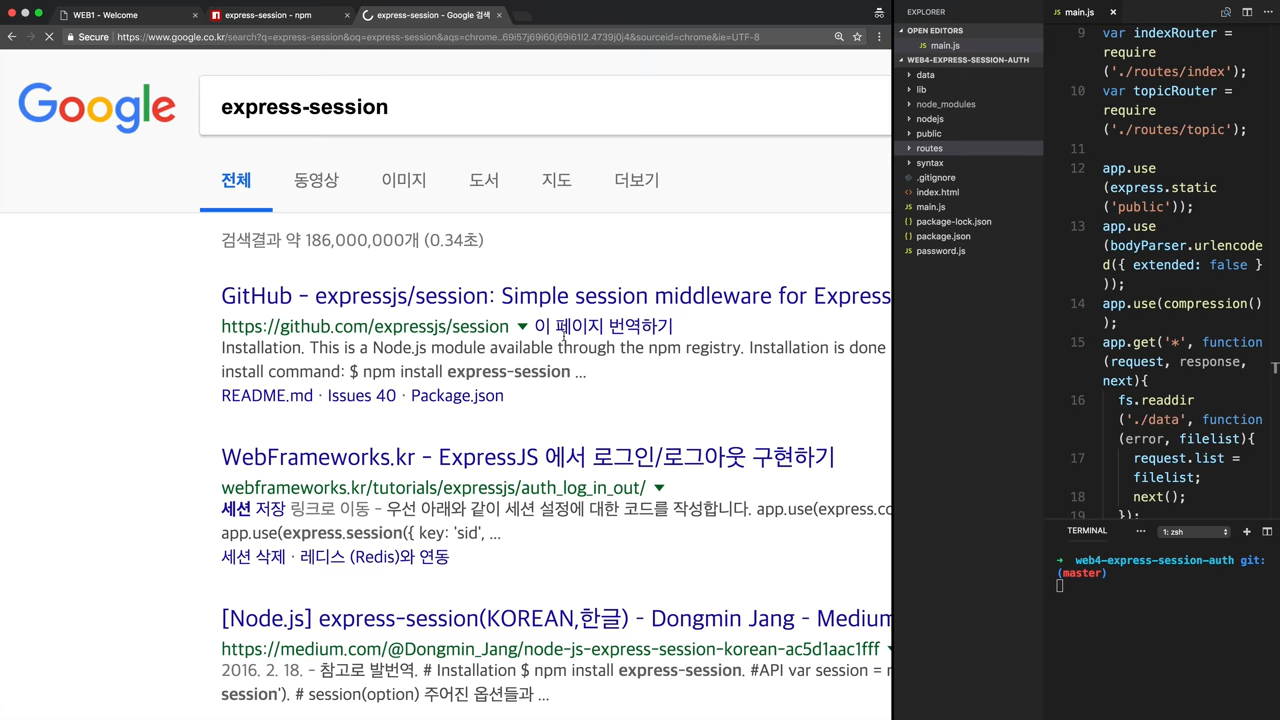 WEB1 - Welcome
express-session - npm
express-session - Google 검색
Secure
https://www.google.co.kr/search?q=express-session&oq=express-session&aqs=chrome..69i57j69i60j69i61l2.4739j0j4&sourceid=chrome&ie=UTF-8
Google
express-session
전체 동영상 이미지 도서 지도 더보기
검색결과 약 186,000,000개 (0.34초)
GitHub - expressjs/session: Simple session middleware for Express
https://github.com/expressjs/session ▼ 이 페이지 번역하기
Installation. This is a Node.js module available through the npm registry. Installation is done
install command: $ npm install express-session ...
README.md · Issues 40 · Package.json
WebFrameworks.kr - ExpressJS 에서 로그인/로그아웃 구현하기
webframeworks.kr/tutorials/expressjs/auth_log_in_out/ ▼
세션 저장 링크로 이동 - 우선 아래와 같이 세션 설정에 대한 코드를 작성합니다. app.use(express.co
app.use(express.session({ key: 'sid', ...
세션 삭제 · 레디스 (Redis)와 연동
[Node.js] express-session(KOREAN,한글) - Dongmin Jang - Medium
https://medium.com/@Dongmin_Jang/node-js-express-session-korean-ac5d1aac1fff
2016. 2. 18. - 참고로 발번역. # Installation $ npm install express-session. #API var session =
session'). # session(option) 주어진 옵션들과 ...
EXPLORER
OPEN EDITORS
main.js
WEB4-EXPRESS-SESSION-AUTH
data
lib
node_modules
nodejs
public
routes
syntax
.gitignore
index.html
main.js
package-lock.json
package.json
password.js
main.js
9 var indexRouter =
require
('./routes/index');
10 var topicRouter =
require
('./routes/topic');
11
12 app.use
(express.static
('public'));
13 app.use
(bodyParser.urlencode
d({ extended: false }
));
14 app.use(compression()
);
15 app.get('*', function
(request, response,
next){
16 fs.readdir
('./data', function
(error, filelist){
17 request.list =
filelist;
18 next();
19 });
TERMINAL ... 1: zsh
→ web4-express-session-auth git:
(master)